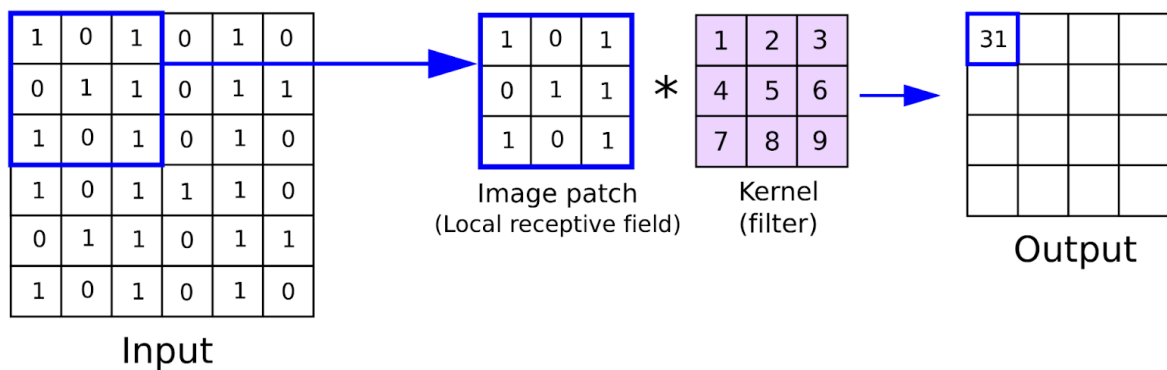 1 0 1 0 1 0
0 1 1 0 1 1
1 0 1 0 1 0
1 0 1 1 1 0
0 1 1 0 1 1
1 0 1 0 1 0
Input
1 0 1
0 1 1
1 0 1
Image patch
(Local receptive field)
*
1 2 3
4 5 6
7 8 9
Kernel
(filter)
31
Output